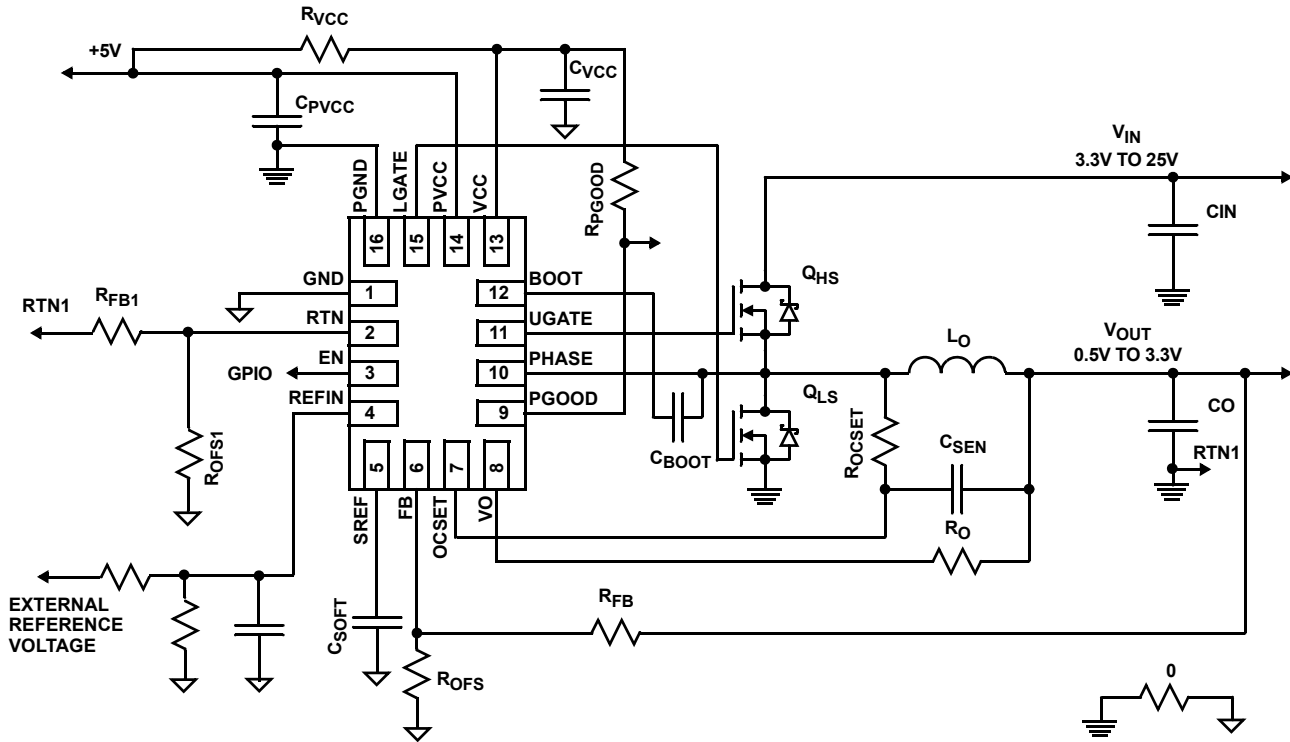 RVCC
+5V
CVCC
CPVCC
VIN
3.3V TO 25V
PGND
LGATE
PVCC
VCC
RPGOOD
CIN
16
15
14
13
QHS
GND
1
12
BOOT
RTN1
RFB1
RTN
2
11
UGATE
LO
VOUT
0.5V TO 3.3V
EN
3
10
PHASE
GPIO
QLS
REFIN
4
9
PGOOD
CO
ROFS1
5
6
7
8
CBOOT
ROCSET
CSEN
RTN1
SREF
FB
OCSET
VO
RO
EXTERNAL
REFERENCE
VOLTAGE
CSOFT
RFB
ROFS
0